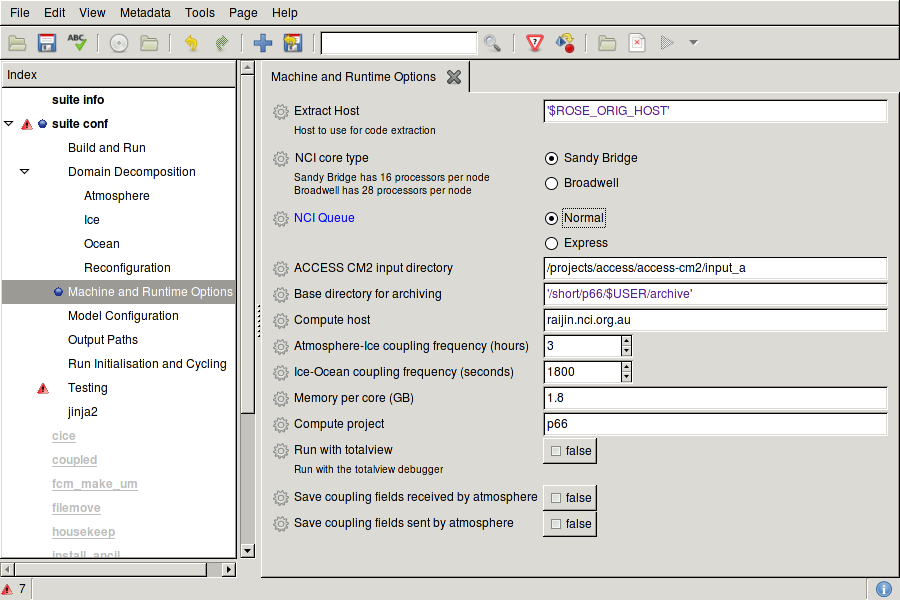 File Edit View Metadata Tools Page Help
ABC
Index
suite info
suite conf
Build and Run
Domain Decomposition
Atmosphere
Ice
Ocean
Reconfiguration
Machine and Runtime Options
Model Configuration
Output Paths
Run Initialisation and Cycling
Testing
jinja2
cice
coupled
fcm_make_um
filemove
housekeep
install_ancil
7
Machine and Runtime Options
Extract Host '$ROSE_ORIG_HOST'
Host to use for code extraction
NCI core type Sandy Bridge
Sandy Bridge has 16 processors per node
Broadwell has 28 processors per node
Broadwell
NCI Queue Normal
Express
ACCESS CM2 input directory /projects/access/access-cm2/input_a
Base directory for archiving '/short/p66/$USER/archive'
Compute host raijin.nci.org.au
Atmosphere-Ice coupling frequency (hours) 3
Ice-Ocean coupling frequency (seconds) 1800
Memory per core (GB) 1.8
Compute project p66
Run with totalview false
Run with the totalview debugger
Save coupling fields received by atmosphere false
Save coupling fields sent by atmosphere false